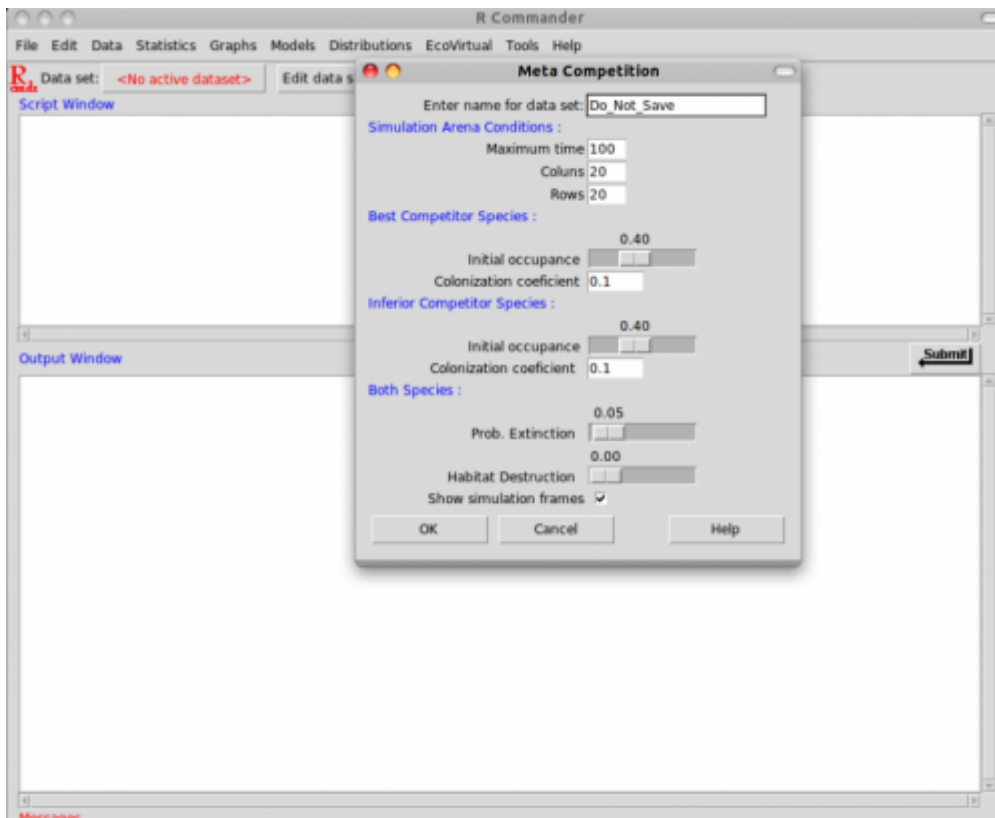 R Commander
File Edit Data Statistics Graphs Models Distributions EcoVirtual Tools Help
R Data set: <No active dataset> Edit data s
Script Window
Meta Competition
Enter name for data set: Do_Not_Save
Simulation Arena Conditions :
Maximum time 100
Coluns 20
Rows 20
Best Competitor Species :
0.40
Initial occupance
Colonization coeficient 0.1
Inferior Competitor Species :
0.40
Initial occupance
Colonization coeficient 0.1
Both Species :
0.05
Prob. Extinction
0.00
Habitat Destruction
Show simulation frames
OK Cancel Help
Output Window
Submit
Messages